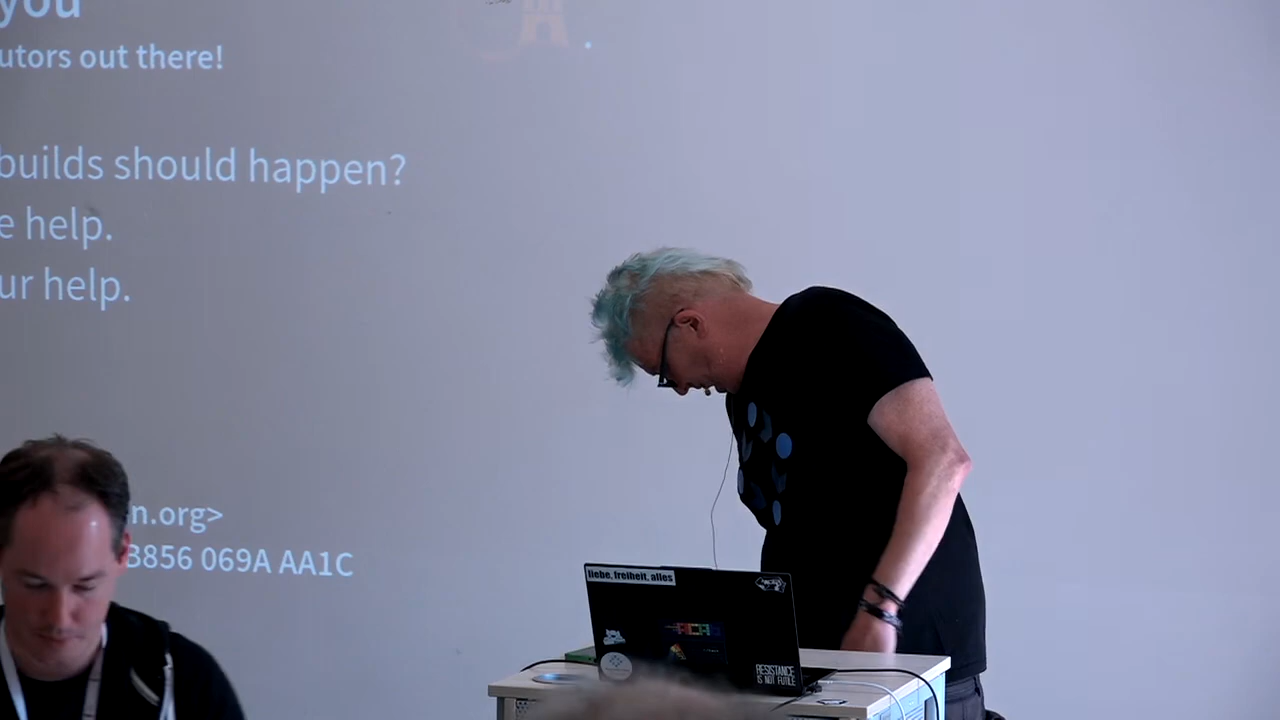 you
utors out there!
builds should happen?
e help.
ur help.
n.org>
3856 069A AA1C
liebe, freiheit, alles
RESISTANCE
IS NOT FUTILE